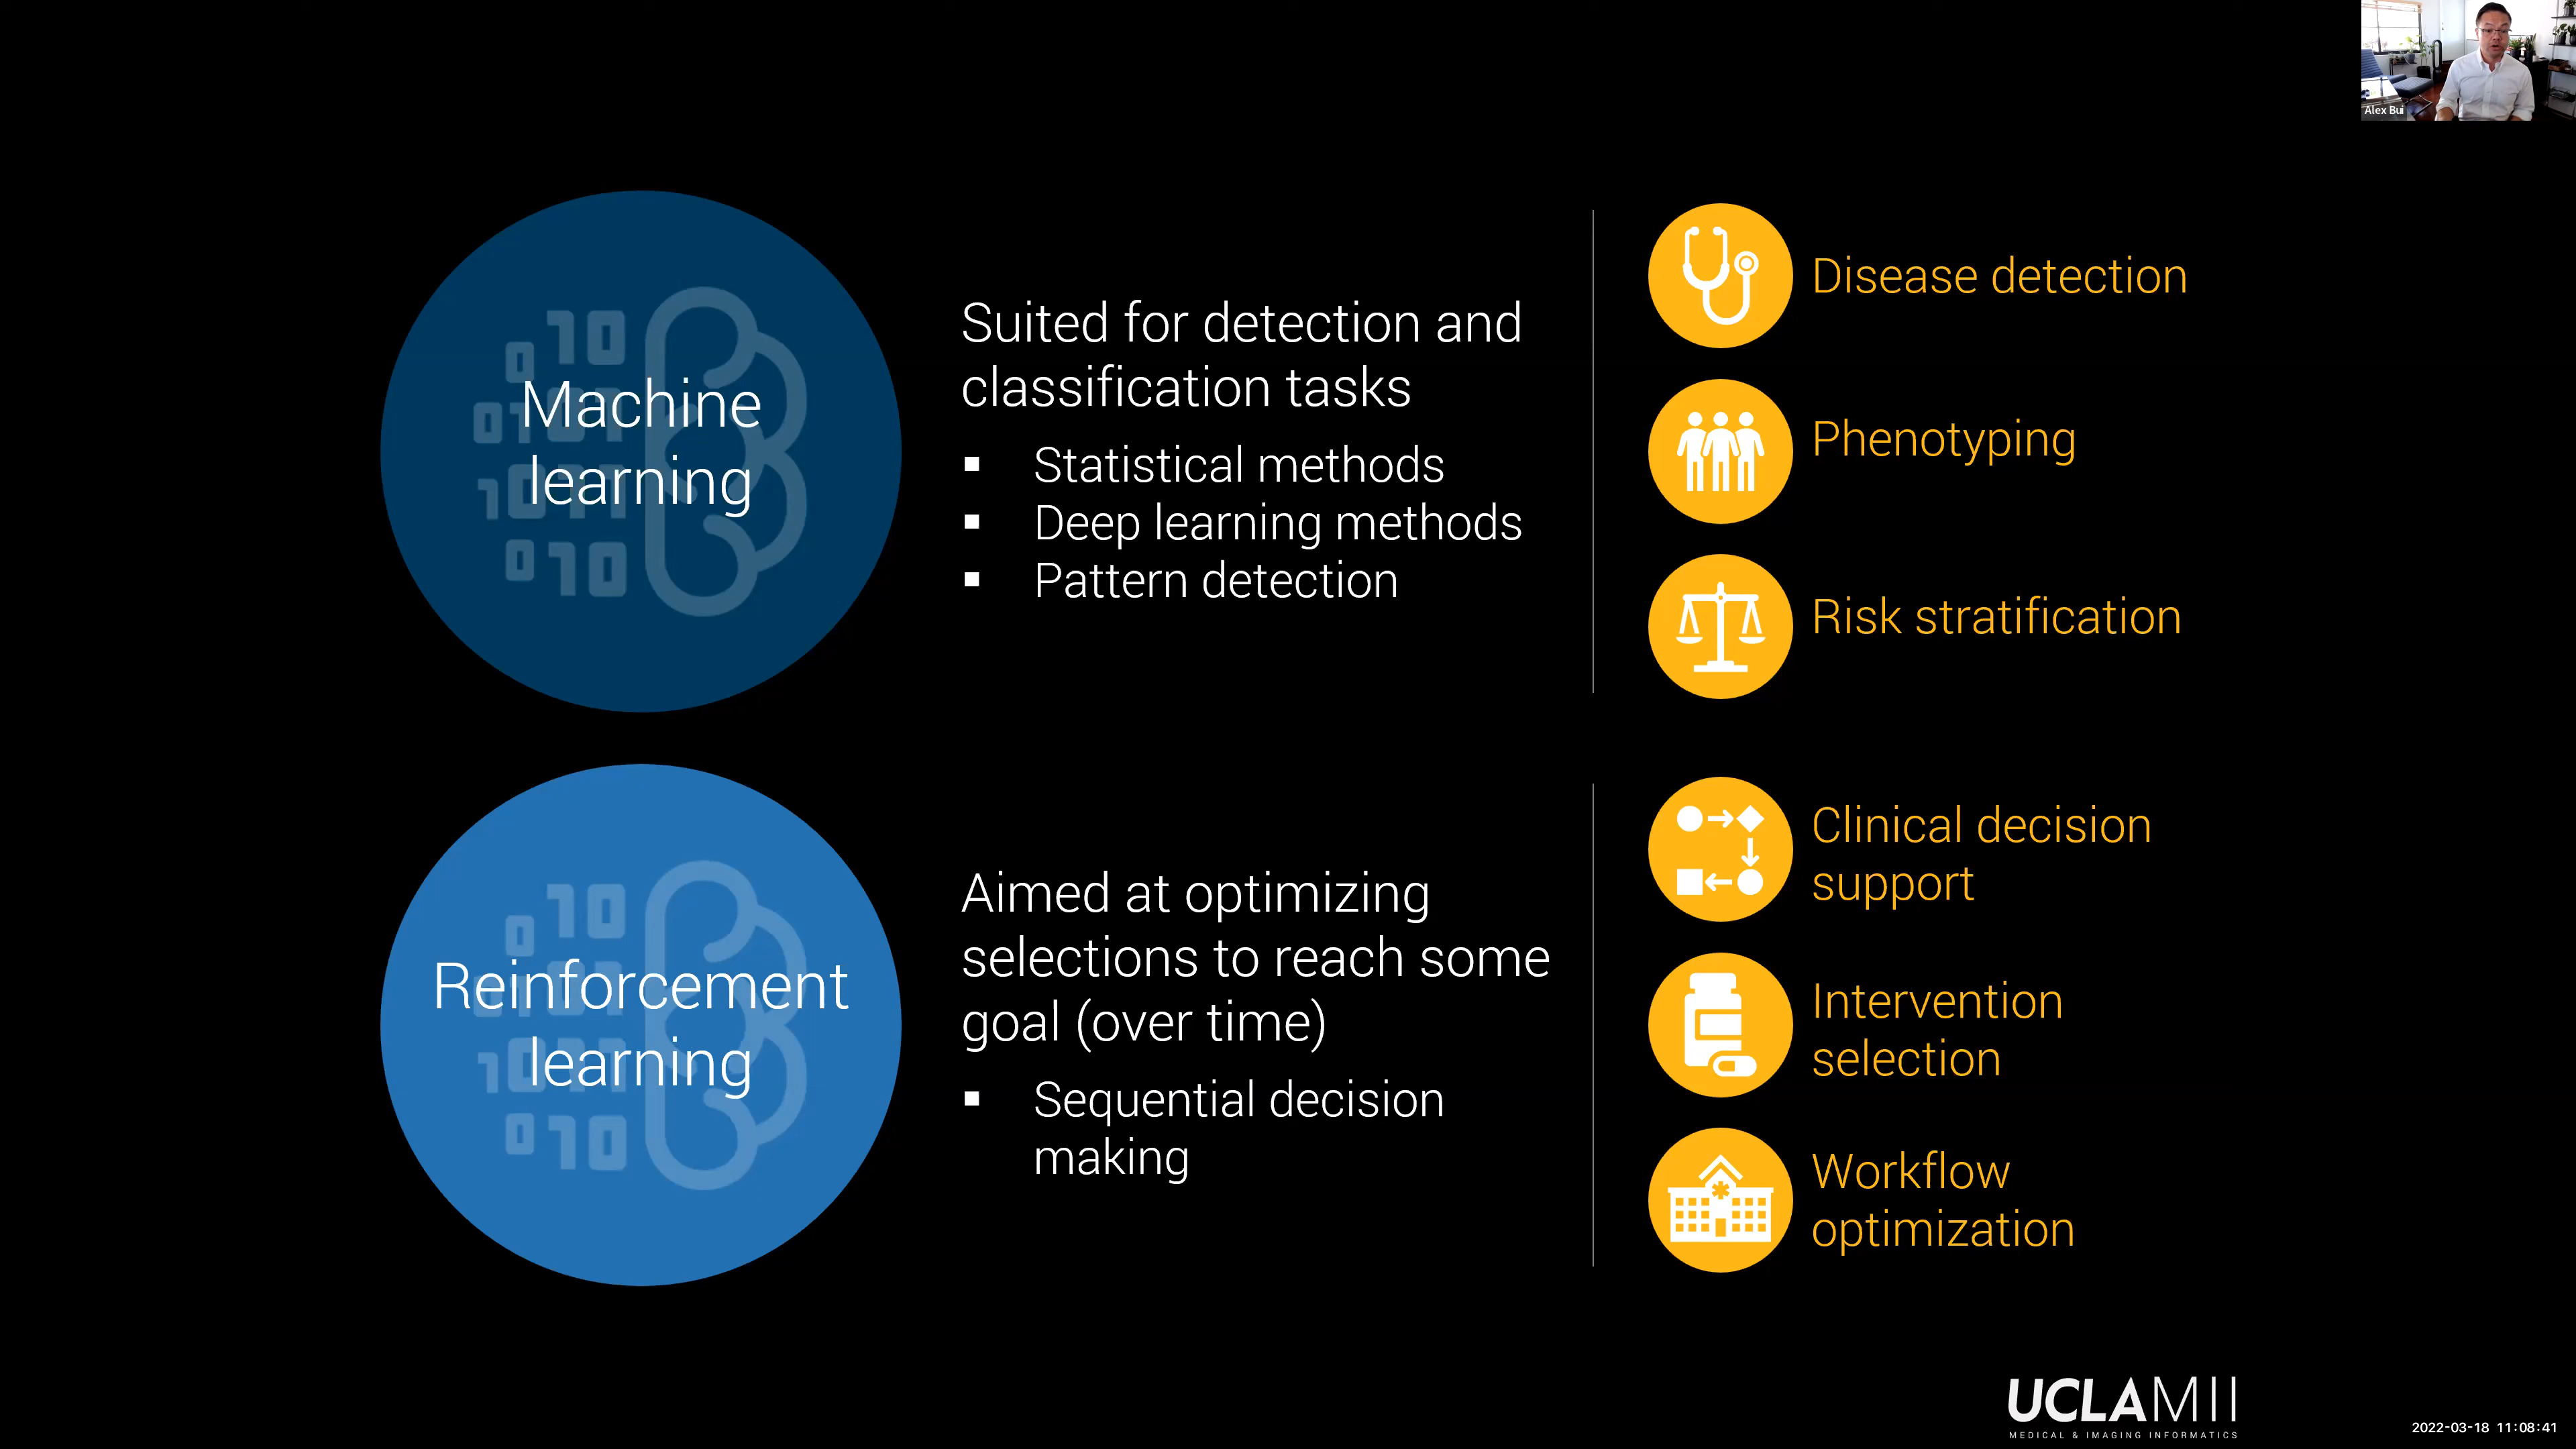 Alex Bui
Machine
learning
Suited for detection and
classification tasks
▪ Statistical methods
▪ Deep learning methods
▪ Pattern detection
Disease detection
Phenotyping
Risk stratification
Reinforcement
learning
Aimed at optimizing
selections to reach some
goal (over time)
▪ Sequential decision
making
Clinical decision
support
Intervention
selection
Workflow
optimization
UCLAMII
MEDICAL & IMAGING INFORMATICS
2022-03-18 11:08:41